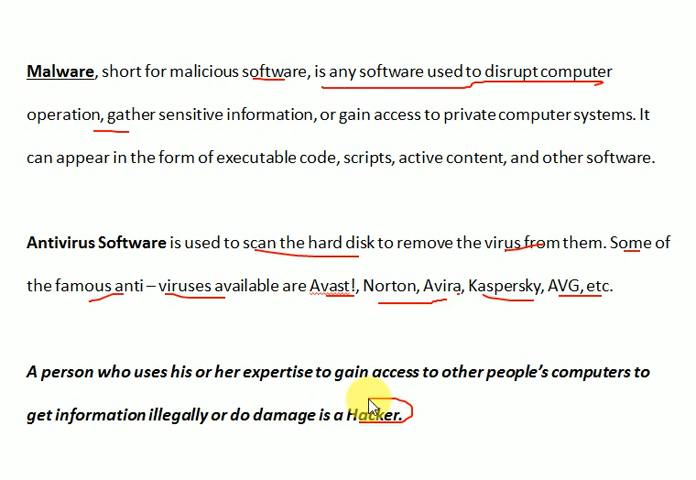 Malware, short for malicious software, is any software used to disrupt computer
operation, gather sensitive information, or gain access to private computer systems. It
can appear in the form of executable code, scripts, active content, and other software.
Antivirus Software is used to scan the hard disk to remove the virus from them. Some of
the famous anti – viruses available are Avast!, Norton, Avira, Kaspersky, AVG, etc.
A person who uses his or her expertise to gain access to other people’s computers to
get information illegally or do damage is a Hacker.